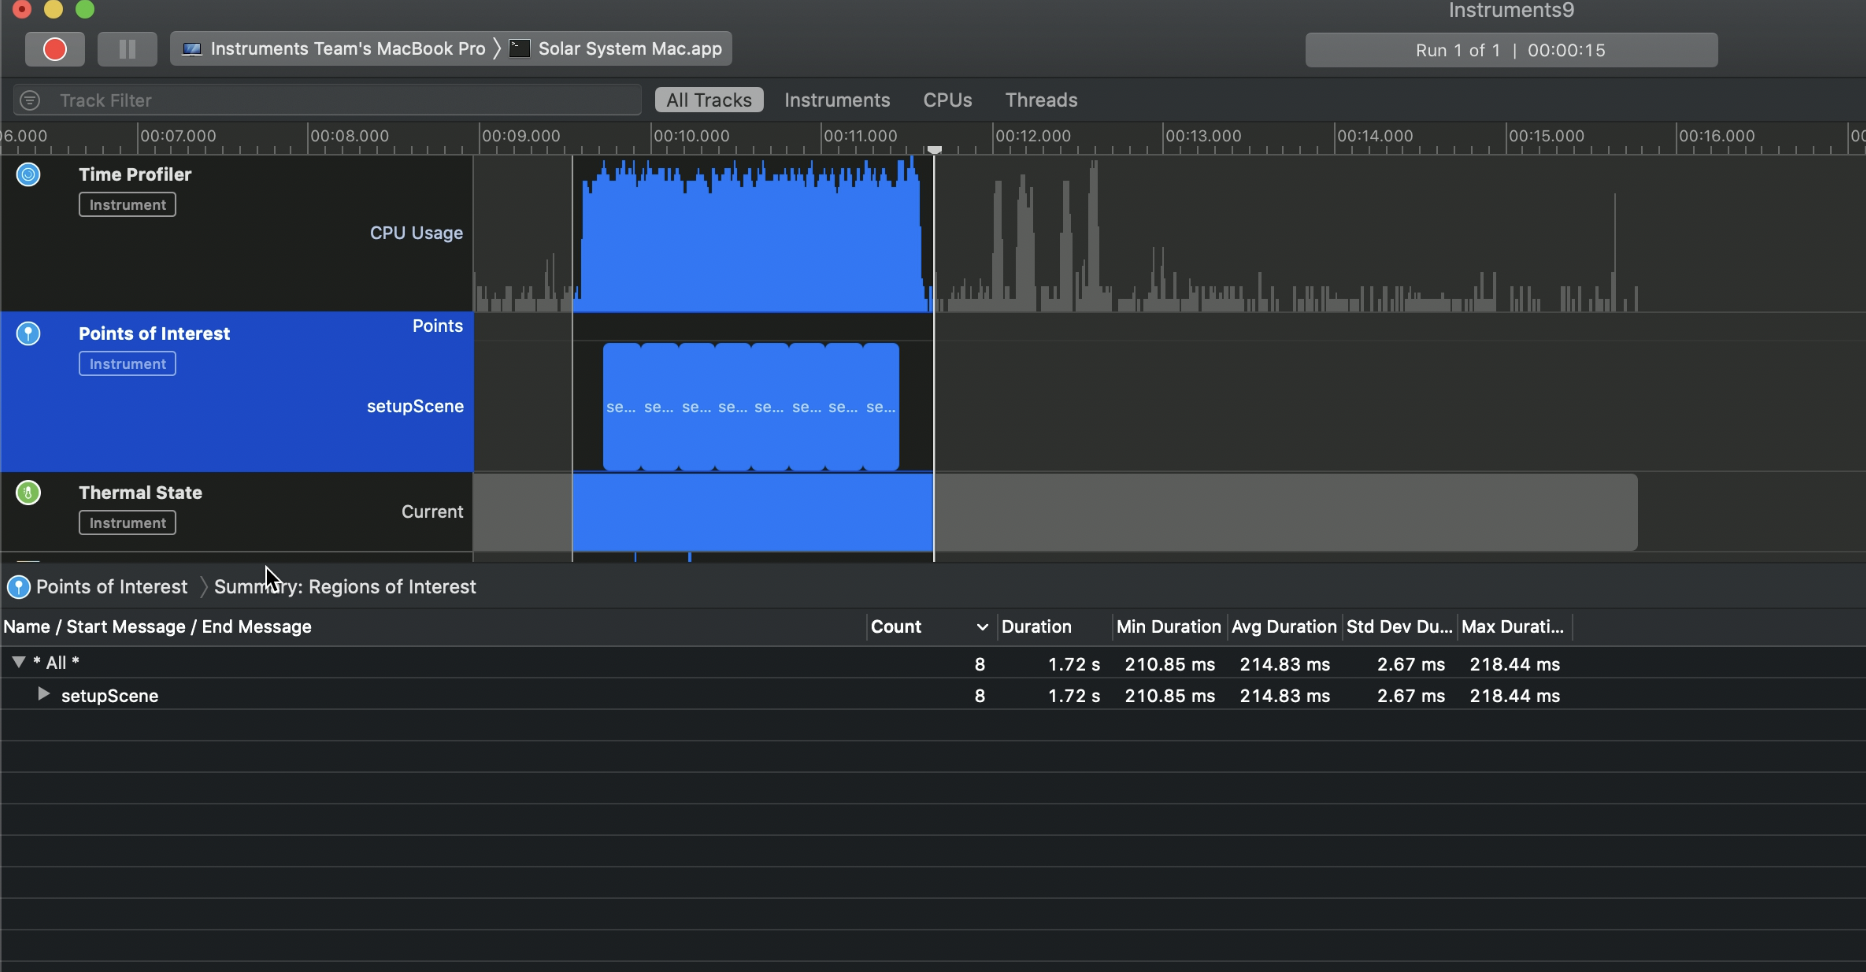 Instruments9
Instruments Team's MacBook Pro 〉 Solar System Mac.app
Run 1 of 1 | 00:00:15
Track Filter
All Tracks Instruments CPUs Threads
6.000 00:07.000 00:08.000 00:09.000 00:10.000 00:11.000 00:12.000 00:13.000 00:14.000 00:15.000 00:16.000
Time Profiler
Instrument
CPU Usage
Points of Interest
Points
Instrument
setupScene
se... se... se... se... se... se... se... se...
Thermal State
Current
Instrument
Points of Interest 〉 Summary: Regions of Interest
Name / Start Message / End Message Count Duration Min Duration Avg Duration Std Dev Du... Max Durati...
* All * 8 1.72 s 210.85 ms 214.83 ms 2.67 ms 218.44 ms
setupScene 8 1.72 s 210.85 ms 214.83 ms 2.67 ms 218.44 ms